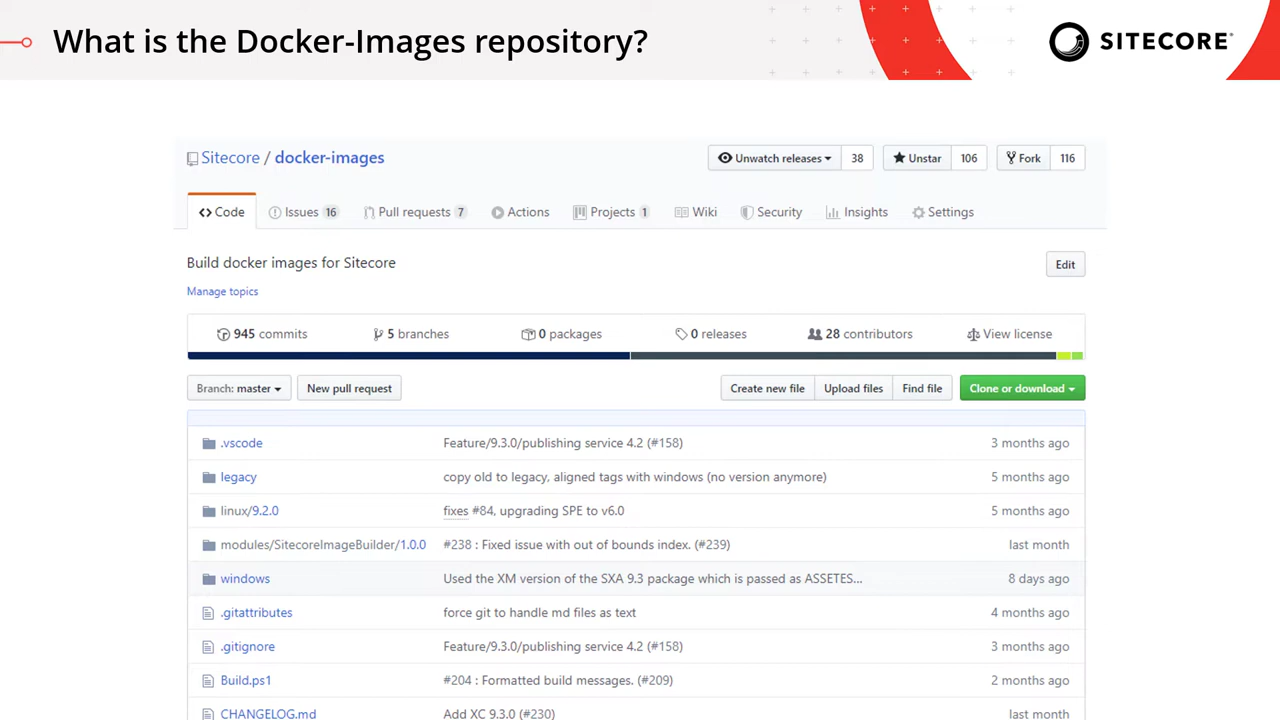 What is the Docker-Images repository?
SITECORE
Sitecore / docker-images
Unwatch releases 38 Unstar 106 Fork 116
Code Issues 16 Pull requests 7 Actions Projects 1 Wiki Security Insights Settings
Build docker images for Sitecore Edit
Manage topics
945 commits 5 branches 0 packages 0 releases 28 contributors View license
Branch: master New pull request Create new file Upload files Find file Clone or download
.vscode Feature/9.3.0/publishing service 4.2 (#158) 3 months ago
legacy copy old to legacy, aligned tags with windows (no version anymore) 5 months ago
linux/9.2.0 fixes #84, upgrading SPE to v6.0 5 months ago
modules/SitecoreImageBuilder/1.0.0 #238 : Fixed issue with out of bounds index. (#239) last month
windows Used the XM version of the SXA 9.3 package which is passed as ASSETES... 8 days ago
.gitattributes force git to handle md files as text 4 months ago
.gitignore Feature/9.3.0/publishing service 4.2 (#158) 3 months ago
Build.ps1 #204 : Formatted build messages. (#209) 2 months ago
CHANGELOG.md Add XC 9.3.0 (#230) last month